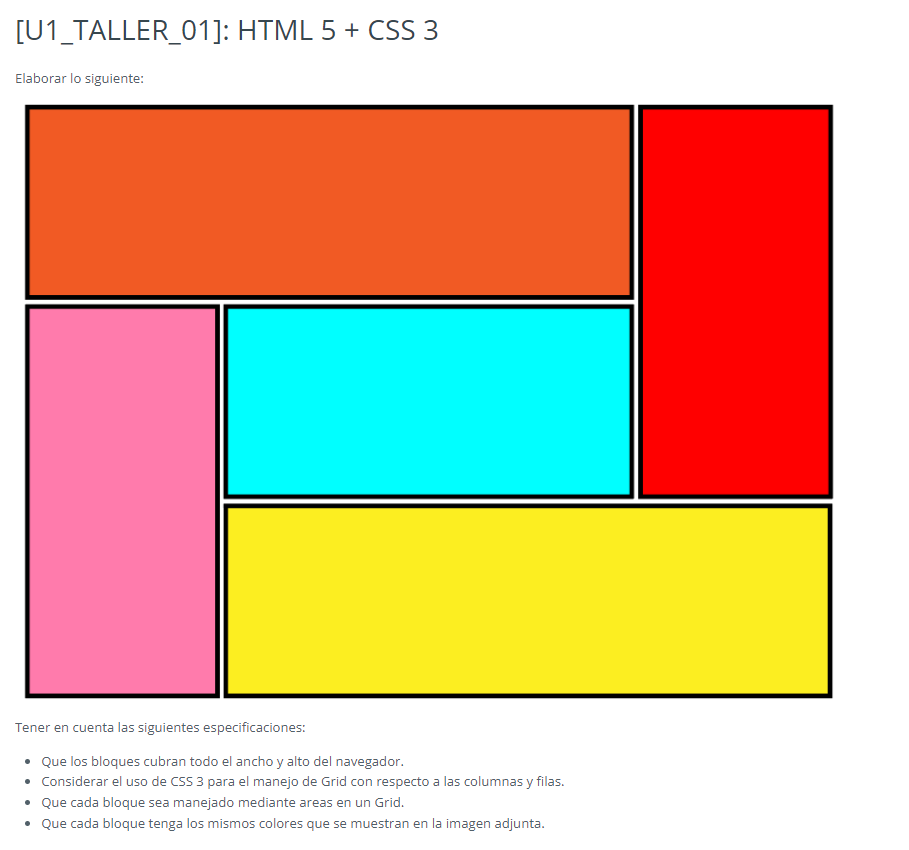 [U1_TALLER_01]: HTML 5 + CSS 3
Elaborar lo siguiente:
Tener en cuenta las siguientes especificaciones:
Que los bloques cubran todo el ancho y alto del navegador.
Considerar el uso de CSS 3 para el manejo de Grid con respecto a las columnas y filas.
Que cada bloque sea manejado mediante areas en un Grid.
Que cada bloque tenga los mismos colores que se muestran en la imagen adjunta.